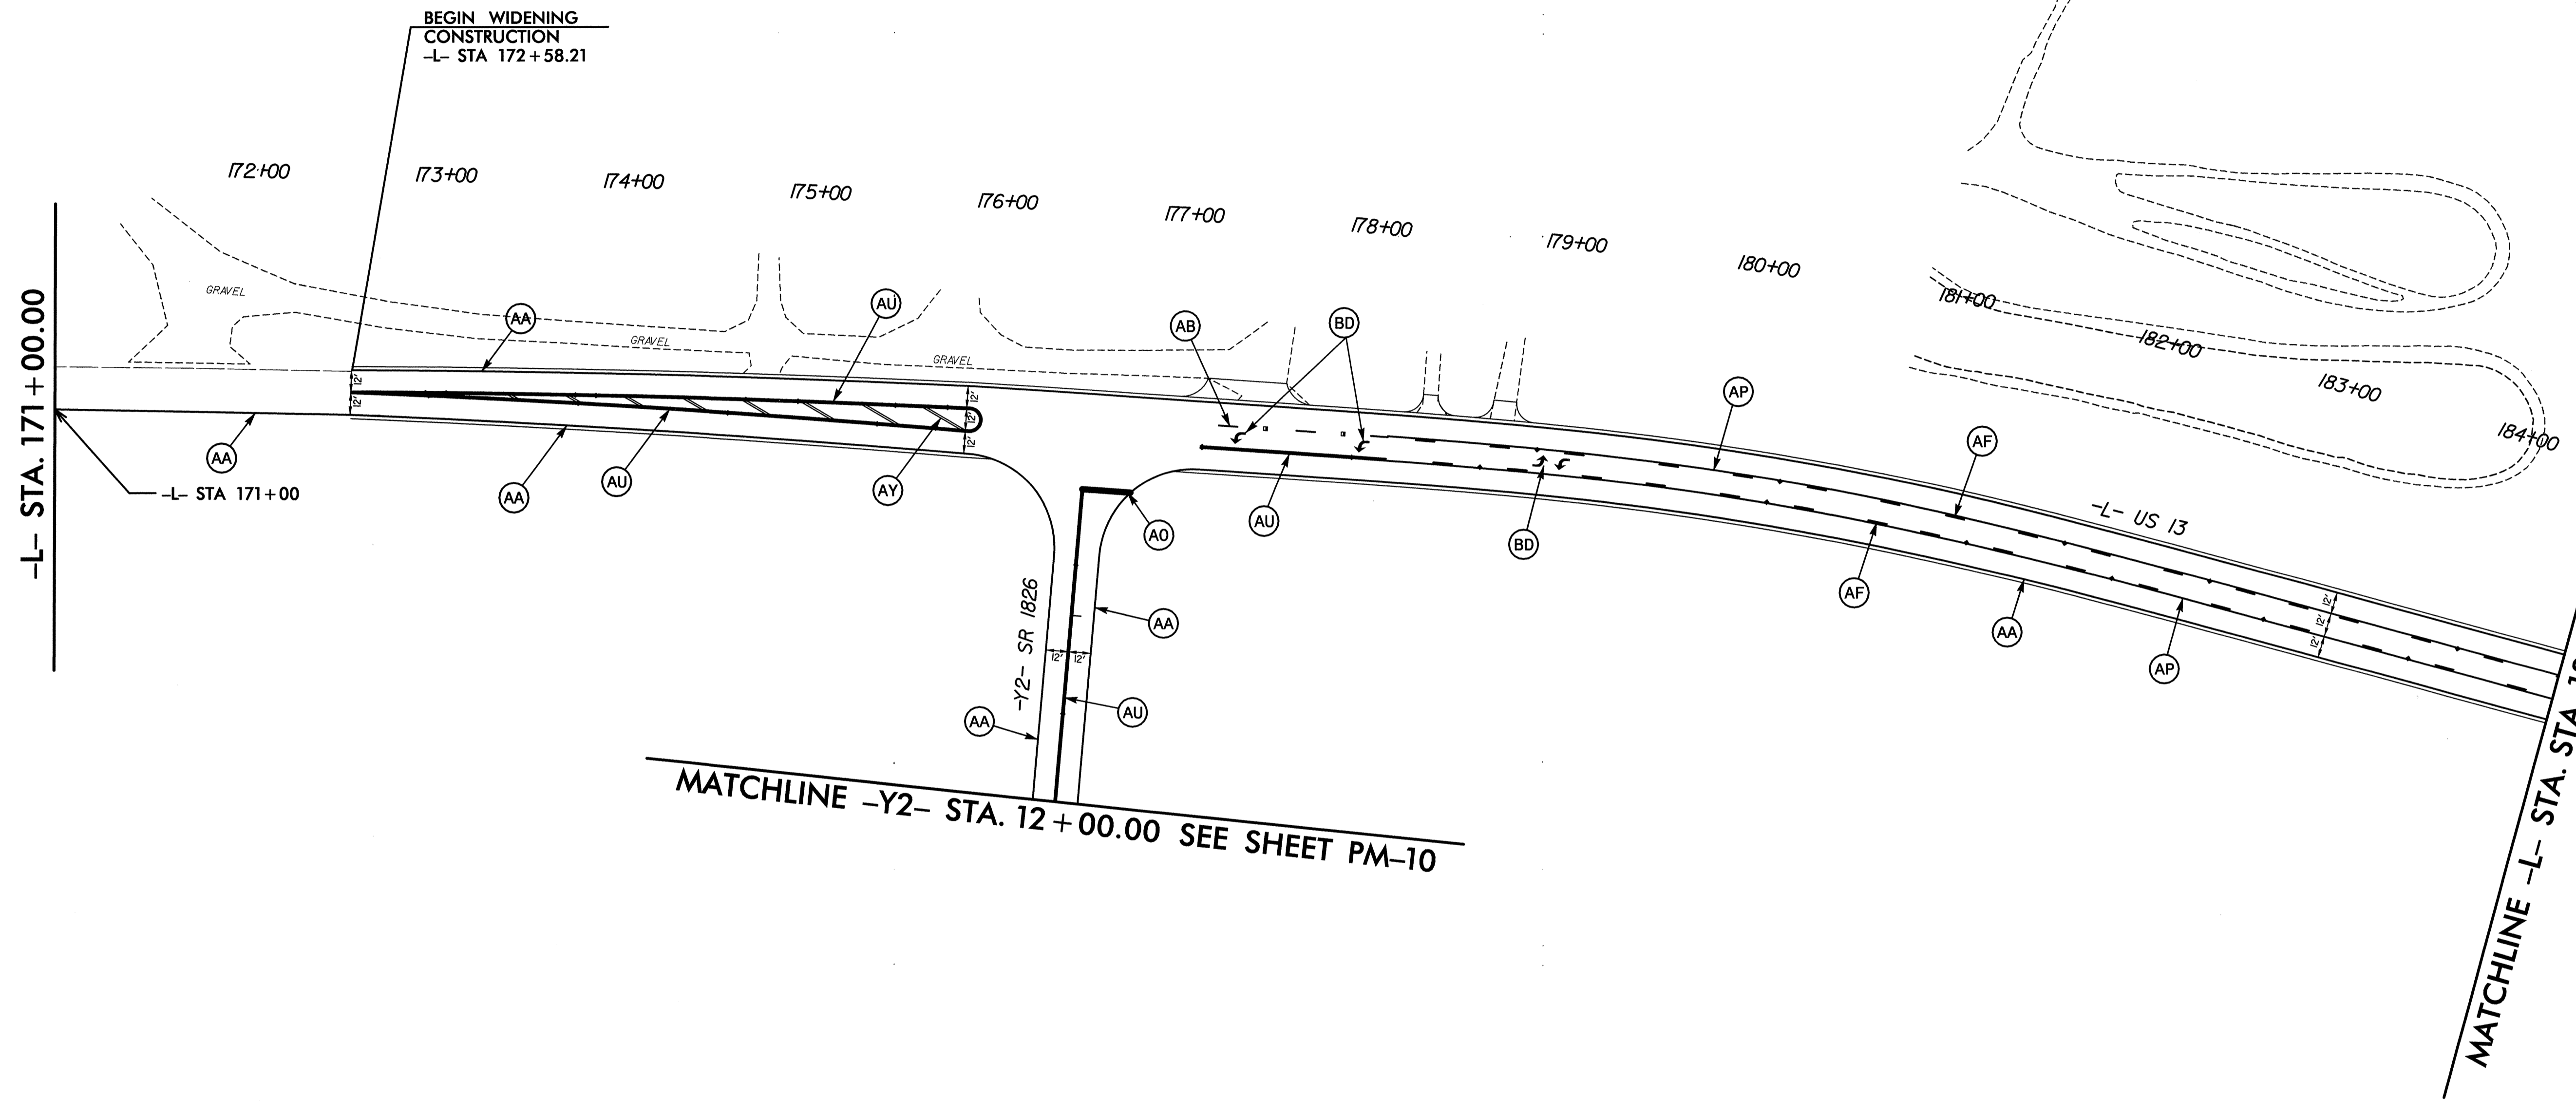 BEGIN WIDENING
CONSTRUCTION
-L- STA 172+58.21
172+00
173+00
174+00
175+00
176+00
177+00
178+00
179+00
180+00
181+00
182+00
183+00
184+00
-L- STA. 171+00.00
GRAVEL
GRAVEL
GRAVEL
AA
AU
AB
BD
AP
AF
12'
12'
12'
12'
12'
AA
-L- STA 171+00
AA
AU
AY
AO
AU
BD
AF
AA
AP
-L- US 13
12'
12'
12'
-Y2- SR 1826
12'
12'
AA
AA
AU
MATCHLINE -Y2- STA. 12+00.00 SEE SHEET PM-10
MATCHLINE -L- STA. STA